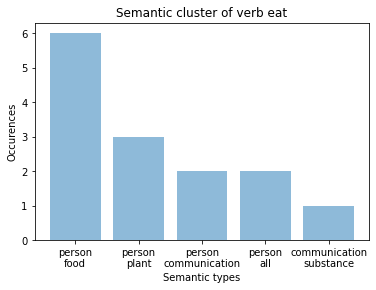 Semantic cluster of verb eat
Occurences
6
5
4
3
2
1
0
person person person person communication
food plant communication all substance
Semantic types